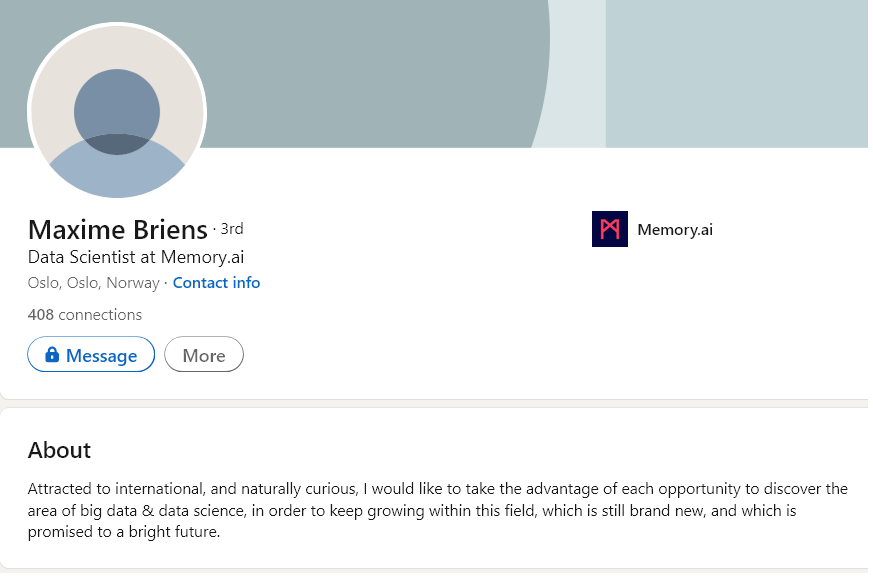 Maxime Briens · 3rd
Memory.ai
Data Scientist at Memory.ai
Oslo, Oslo, Norway · Contact info
408 connections
Message More
About
Attracted to international, and naturally curious, I would like to take the advantage of each opportunity to discover the
area of big data & data science, in order to keep growing within this field, which is still brand new, and which is
promised to a bright future.